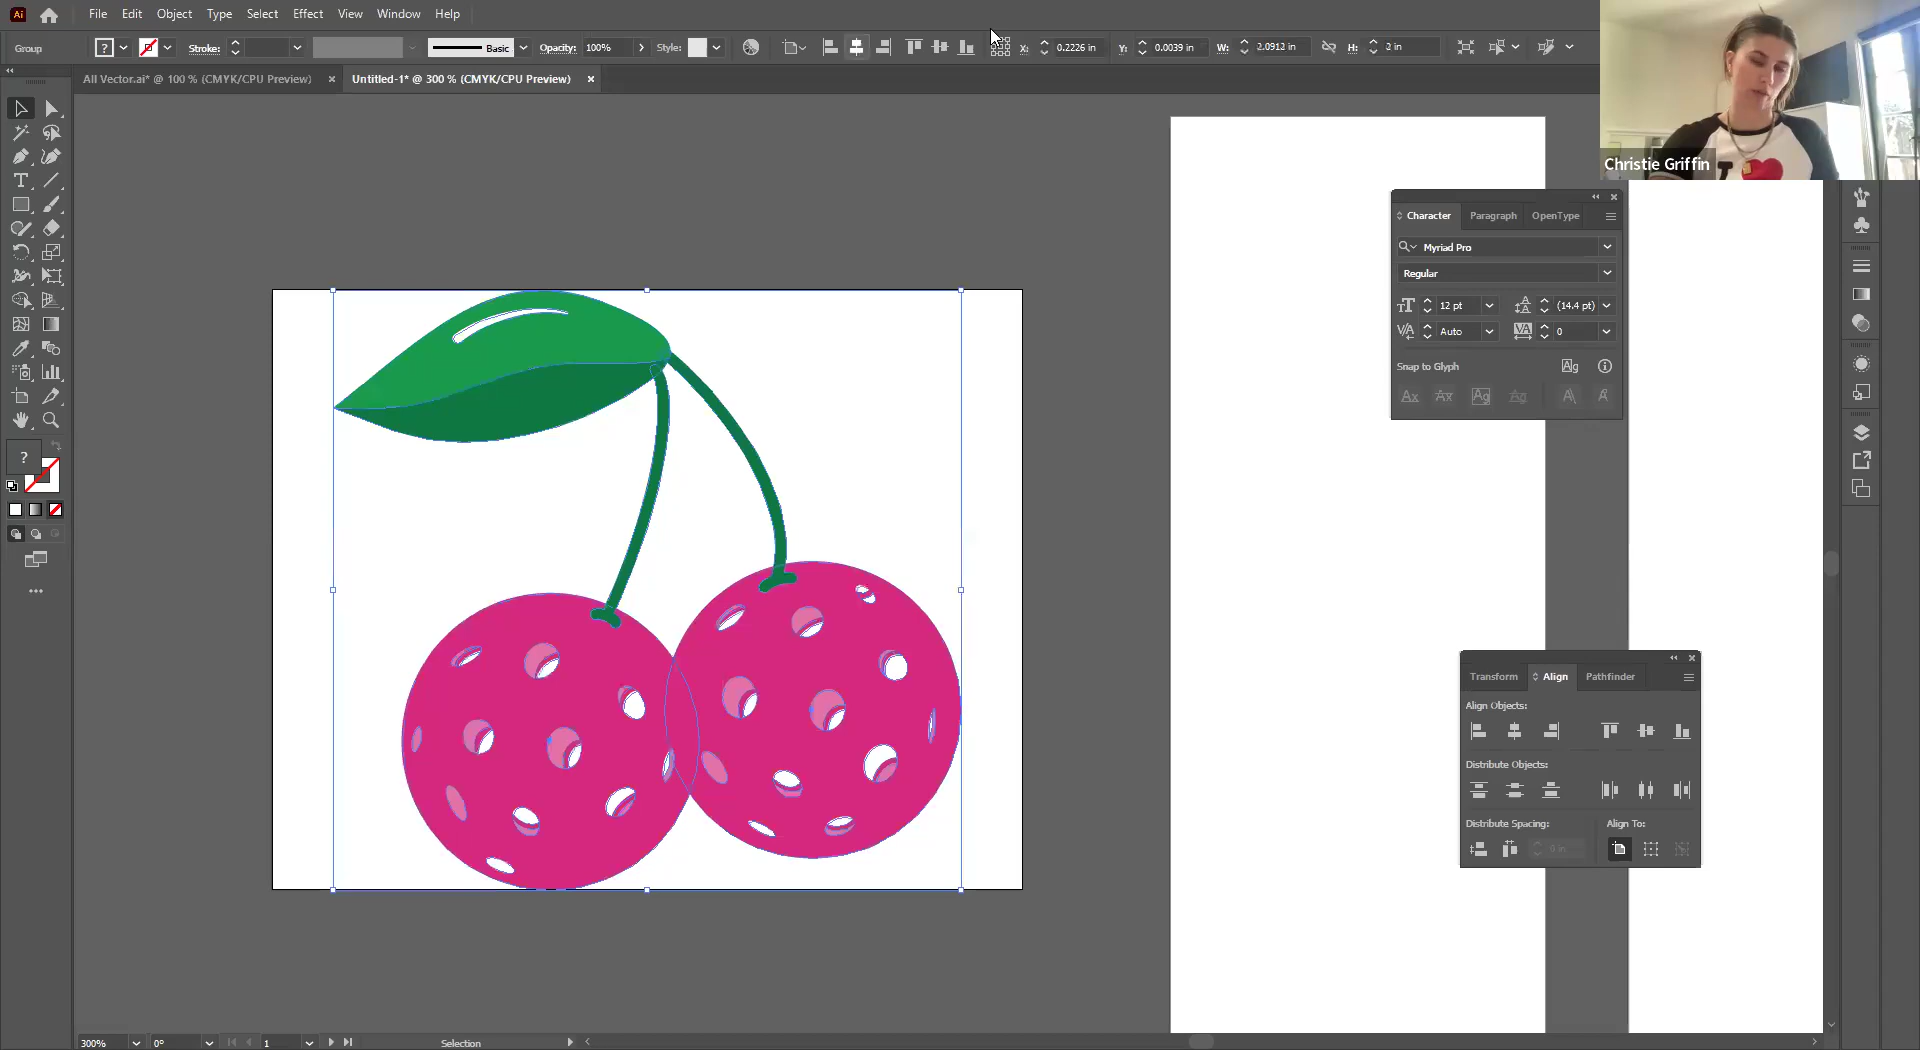 Ai File Edit Object Type Select Effect View Window Help
Group ? Stroke: Basic Opacity: 100% Style: X: 0.2226 in Y: 0.0039 in W: 2.0912 in H: 2 in
All Vector.ai* @ 100 % (CMYK/CPU Preview) × Untitled-1* @ 300 % (CMYK/CPU Preview) ×
Christie Griffin
Character Paragraph OpenType
Myriad Pro
Regular
12 pt (14.4 pt)
Auto 0
Snap to Glyph
?
Transform Align Pathfinder
Align Objects:
Distribute Objects:
Distribute Spacing: Align To:
0 in
300% 0° 1 Selection